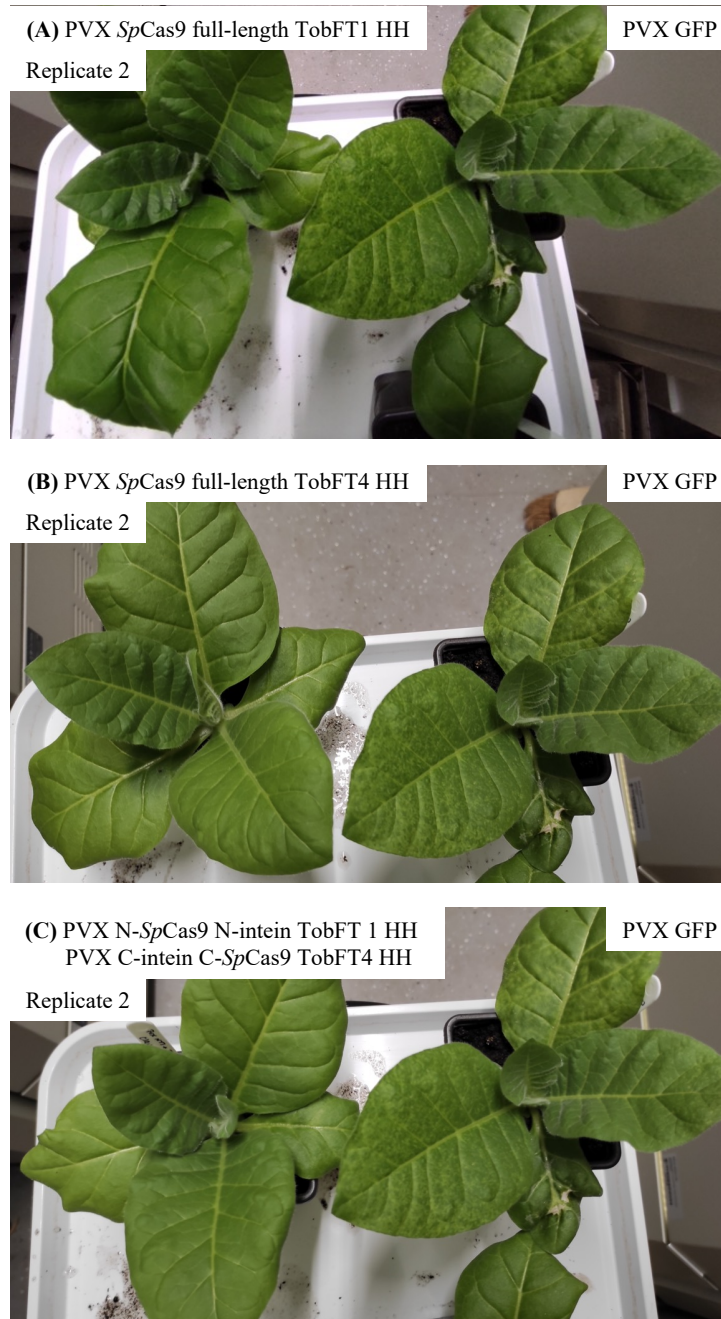 (A) PVX SpCas9 full-length TobFT1 HH
PVX GFP
Replicate 2
(B) PVX SpCas9 full-length TobFT4 HH
PVX GFP
Replicate 2
(C) PVX N-SpCas9 N-intein TobFT 1 HH
PVX C-intein C-SpCas9 TobFT4 HH
PVX GFP
Replicate 2